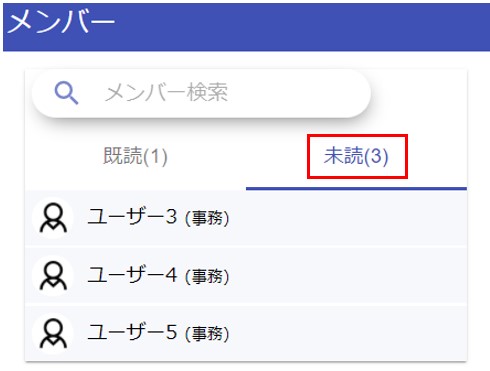 メンバー
メンバー検索
既読(1) 未読(3)
ユーザー3 (事務)
ユーザー4 (事務)
ユーザー5 (事務)